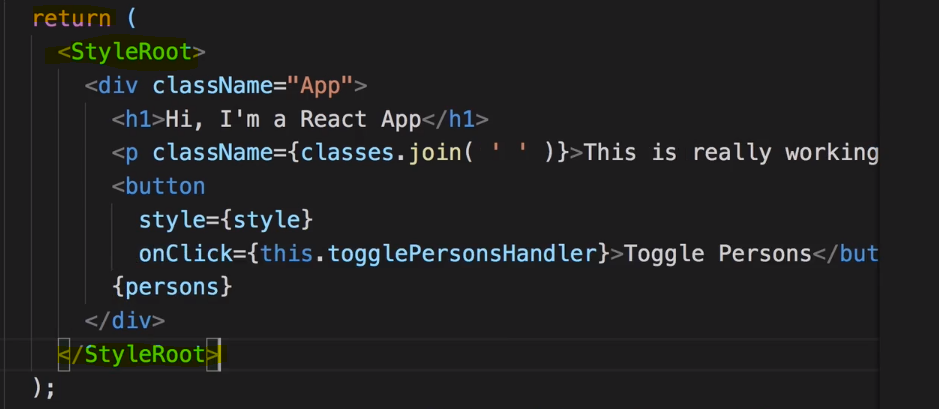 return (
<StyleRoot>
<div className="App">
<h1>Hi, I'm a React App</h1>
<p className={classes.join( ' ' )}>This is really working
<button
style={style}
onClick={this.togglePersonsHandler}>Toggle Persons</but
{persons}
</div>
</StyleRoot>
);